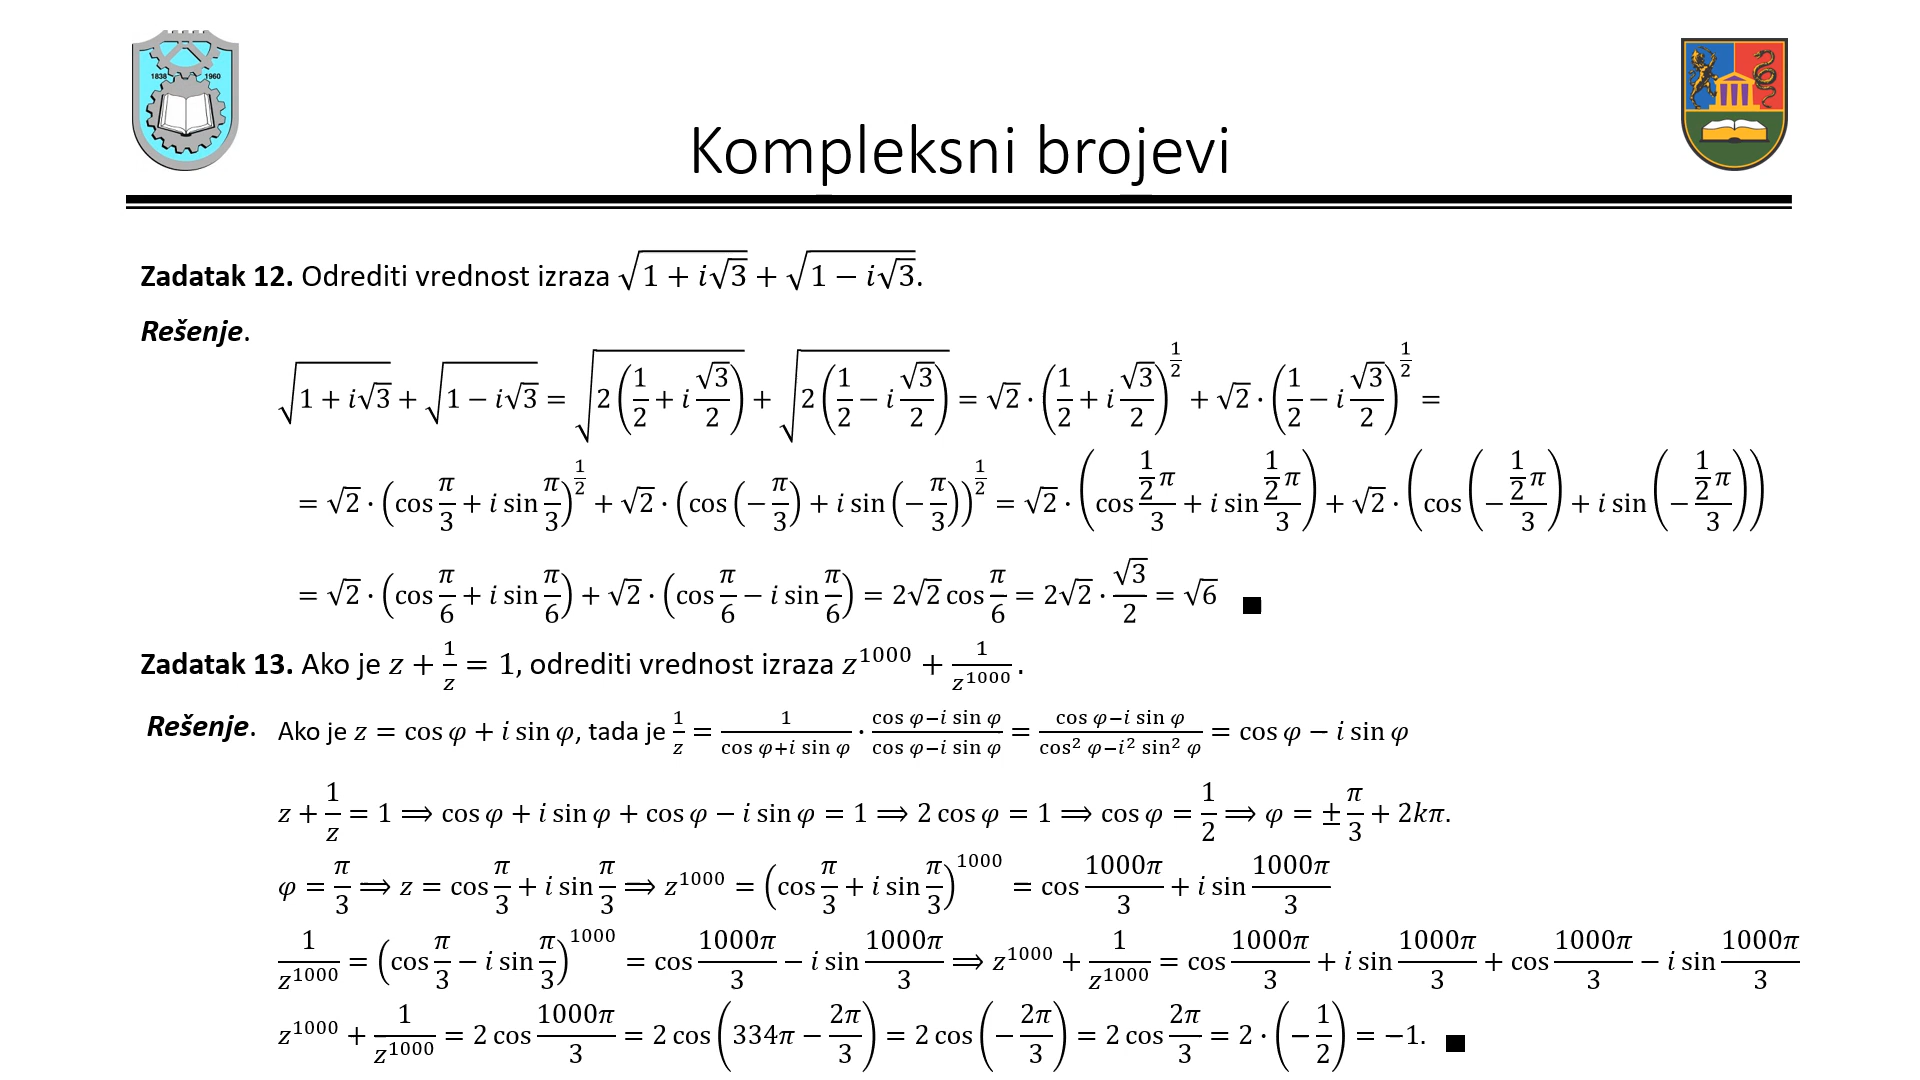 1838 1960
Kompleksni brojevi
Zadatak 12. Odrediti vrednost izraza √(1 + i√3) + √(1 − i√3).
Rešenje.
√(1 + i√3) + √(1 − i√3) = √(2(1/2 + i √3/2)) + √(2(1/2 − i √3/2)) = √2 · (1/2 + i √3/2)^(1/2) + √2 · (1/2 − i √3/2)^(1/2) =
= √2 · (cos π/3 + i sin π/3)^(1/2) + √2 · (cos (−π/3) + i sin (−π/3))^(1/2) = √2 · (cos (1/2 π)/3 + i sin (1/2 π)/3) + √2 · (cos (−(1/2 π)/3) + i sin (−(1/2 π)/3))
= √2 · (cos π/6 + i sin π/6) + √2 · (cos π/6 − i sin π/6) = 2√2 cos π/6 = 2√2 · √3/2 = √6 ■
Zadatak 13. Ako je z + 1/z = 1, odrediti vrednost izraza z^1000 + 1/z^1000 .
Rešenje. Ako je z = cos φ + i sin φ, tada je 1/z = 1/(cos φ+i sin φ) · (cos φ−i sin φ)/(cos φ−i sin φ) = (cos φ−i sin φ)/(cos² φ−i² sin² φ) = cos φ − i sin φ
z + 1/z = 1 ⟹ cos φ + i sin φ + cos φ − i sin φ = 1 ⟹ 2 cos φ = 1 ⟹ cos φ = 1/2 ⟹ φ = ± π/3 + 2kπ.
φ = π/3 ⟹ z = cos π/3 + i sin π/3 ⟹ z^1000 = (cos π/3 + i sin π/3)^1000 = cos 1000π/3 + i sin 1000π/3
1/z^1000 = (cos π/3 − i sin π/3)^1000 = cos 1000π/3 − i sin 1000π/3 ⟹ z^1000 + 1/z^1000 = cos 1000π/3 + i sin 1000π/3 + cos 1000π/3 − i sin 1000π/3
z^1000 + 1/z^1000 = 2 cos 1000π/3 = 2 cos (334π − 2π/3) = 2 cos (−2π/3) = 2 cos 2π/3 = 2 · (−1/2) = −1. ■